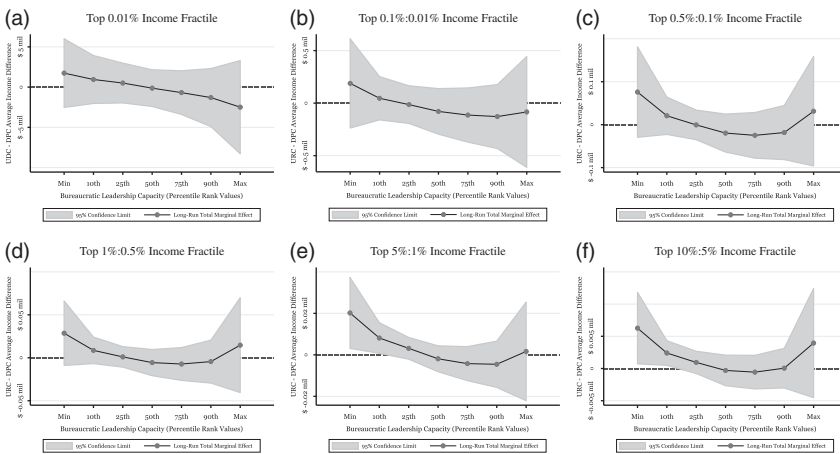 (a)
Top 0.01% Income Fractile
UDC - DPC Average Income Difference
$ 5 mil
0
$ -5 mil
Min 10th 25th 50th 75th 90th Max
Bureaucratic Leadership Capacity (Percentile Rank Values)
95% Confidence Limit Long-Run Total Marginal Effect
(b)
Top 0.1%:0.01% Income Fractile
URC - DPC Average Income Difference
$ 0.5 mil
0
$ -0.5 mil
Min 10th 25th 50th 75th 90th Max
Bureaucratic Leadership Capacity (Percentile Rank Values)
95% Confidence Limit Long-Run Total Marginal Effect
(c)
Top 0.5%:0.1% Income Fractile
URC - DPC Average Income Difference
$ 0.1 mil
0
$ -0.1 mil
Min 10th 25th 50th 75th 90th Max
Bureaucratic Leadership Capacity (Percentile Rank Values)
95% Confidence Limit Long-Run Total Marginal Effect
(d)
Top 1%:0.5% Income Fractile
URC - DPC Average Income Difference
$ 0.05 mil
0
$ -0.05 mil
Min 10th 25th 50th 75th 90th Max
Bureaucratic Leadership Capacity (Percentile Rank Values)
95% Confidence Limit Long-Run Total Marginal Effect
(e)
Top 5%:1% Income Fractile
URC - DPC Average Income Difference
$ 0.02 mil
0
$ -0.02 mil
Min 10th 25th 50th 75th 90th Max
Bureaucratic Leadership Capacity (Percentile Rank Values)
95% Confidence Limit Long-Run Total Marginal Effect
(f)
Top 10%:5% Income Fractile
URC - DPC Average Income Difference
$ 0.005 mil
0
$ -0.005 mil
Min 10th 25th 50th 75th 90th Max
Bureaucratic Leadership Capacity (Percentile Rank Values)
95% Confidence Limit Long-Run Total Marginal Effect